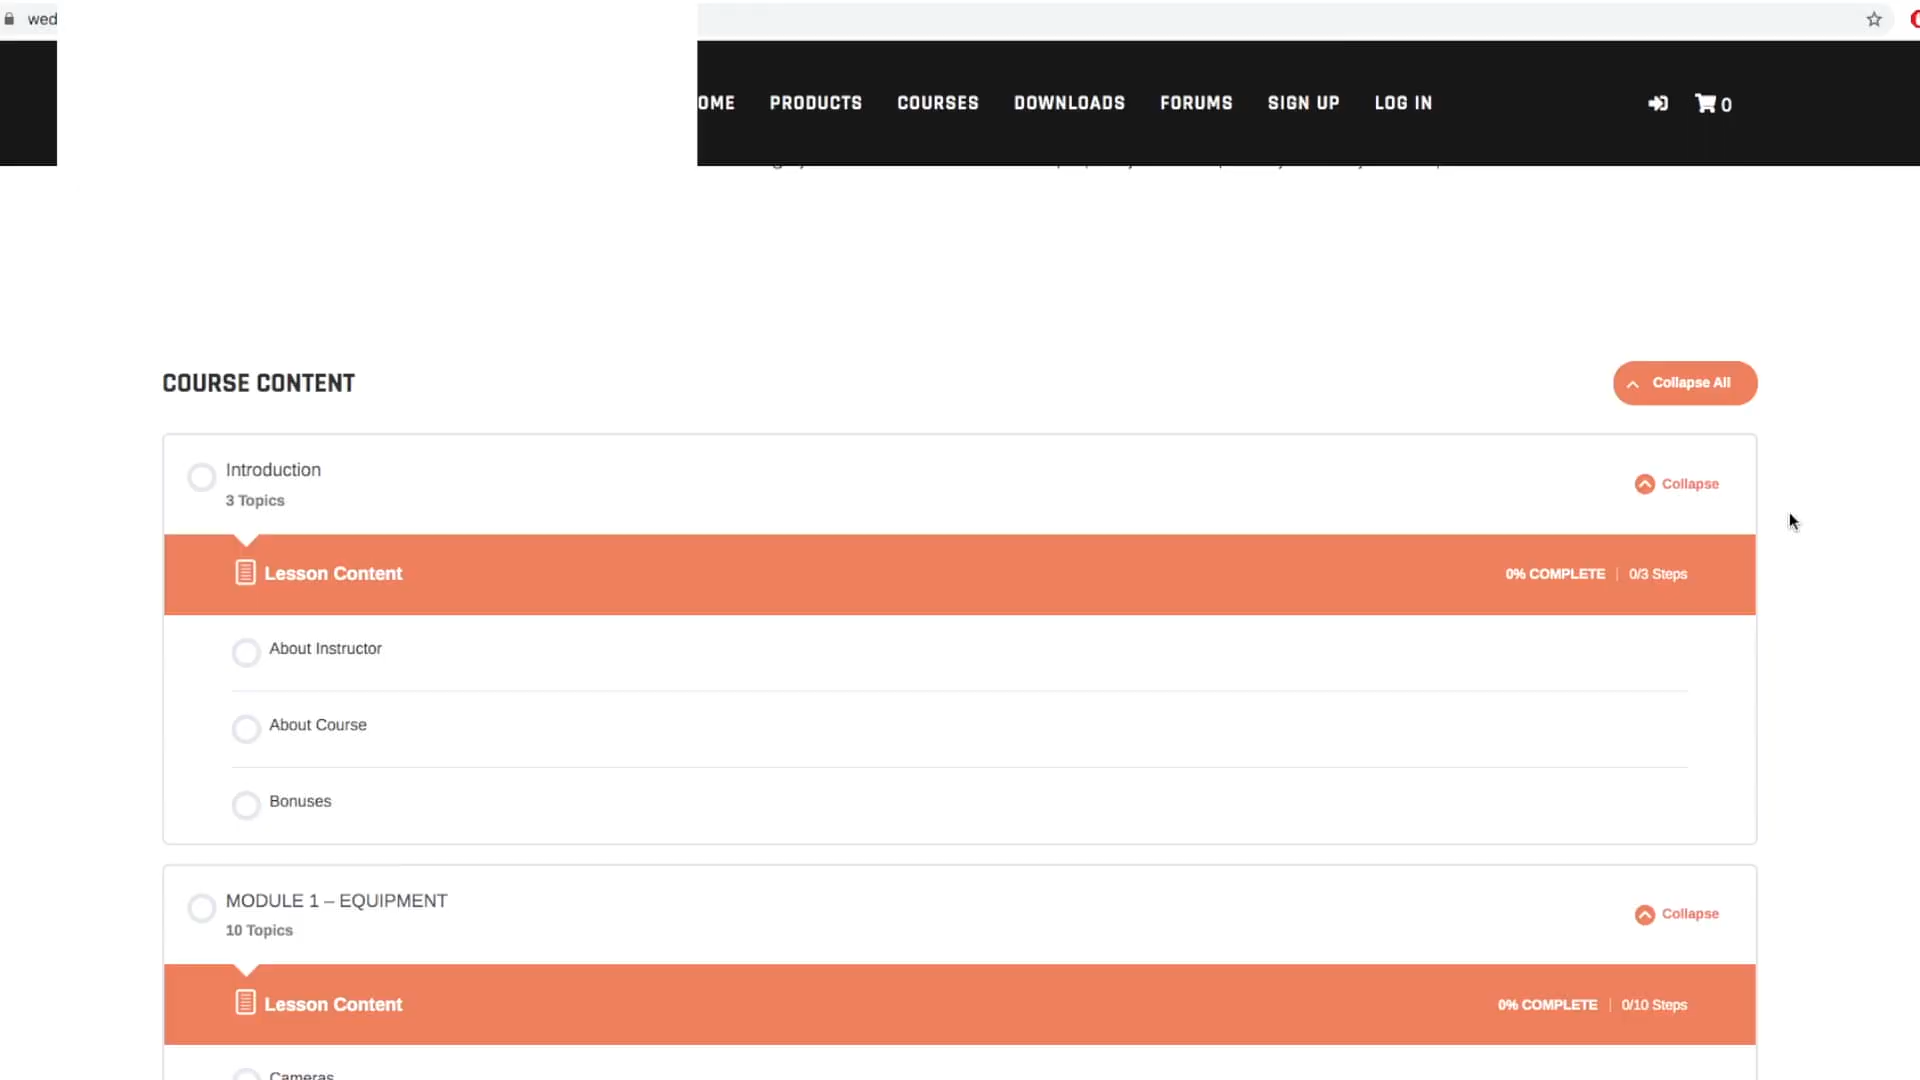 wed
OME PRODUCTS COURSES DOWNLOADS FORUMS SIGN UP LOG IN 0
COURSE CONTENT
Collapse All
Introduction
3 Topics
Collapse
Lesson Content
0% COMPLETE | 0/3 Steps
About Instructor
About Course
Bonuses
MODULE 1 – EQUIPMENT
10 Topics
Collapse
Lesson Content
0% COMPLETE | 0/10 Steps
Cameras